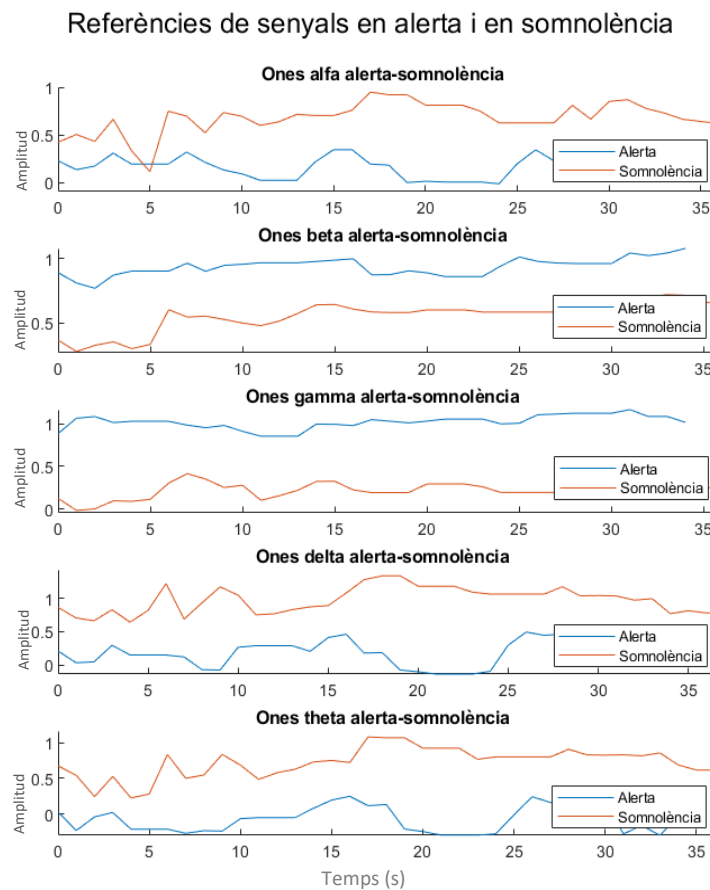 Referències de senyals en alerta i en somnolència
Ones alfa alerta-somnolència
Amplitud
1
0.5
0
Alerta
Somnolència
0 5 10 15 20 25 30 35
Ones beta alerta-somnolència
Amplitud
1
0.5
Alerta
Somnolència
0 5 10 15 20 25 30 35
Ones gamma alerta-somnolència
Amplitud
1
0.5
0
Alerta
Somnolència
0 5 10 15 20 25 30 35
Ones delta alerta-somnolència
Amplitud
1
0.5
0
Alerta
Somnolència
0 5 10 15 20 25 30 35
Ones theta alerta-somnolència
Amplitud
1
0.5
0
Alerta
Somnolència
0 5 10 15 20 25 30 35
Temps (s)